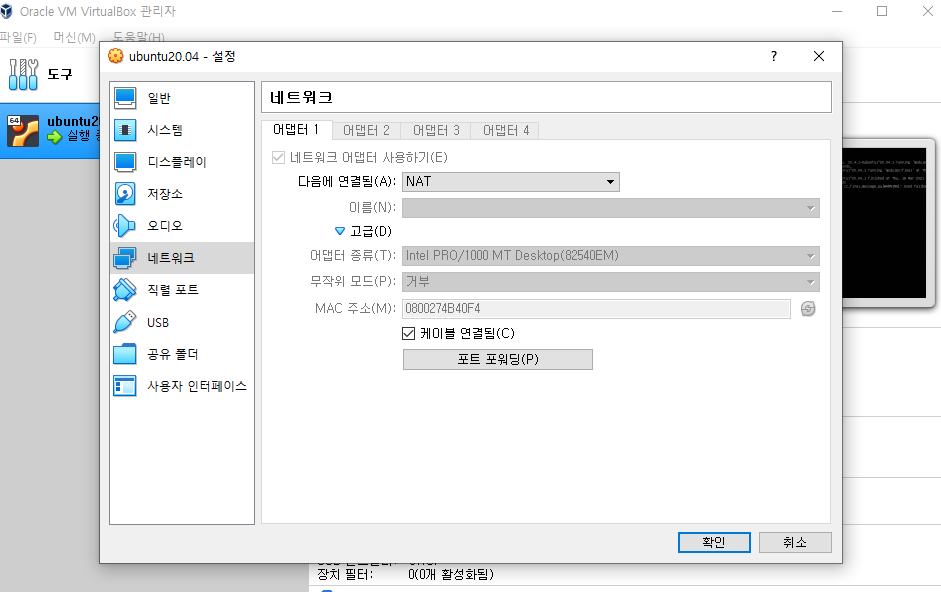 Oracle VM VirtualBox 관리자
파일(F) 머신(M) 도움말(H)
ubuntu20.04 - 설정
도구
64
ubuntu2
실행
일반
시스템
디스플레이
저장소
오디오
네트워크
직렬 포트
USB
공유 폴더
사용자 인터페이스
네트워크
어댑터 1 어댑터 2 어댑터 3 어댑터 4
네트워크 어댑터 사용하기(E)
다음에 연결됨(A): NAT
이름(N):
고급(D)
어댑터 종류(T): Intel PRO/1000 MT Desktop(82540EM)
무작위 모드(P): 거부
MAC 주소(M): 0800274B40F4
케이블 연결됨(C)
포트 포워딩(P)
확인 취소
장치 필터: 0(0개 활성화됨)